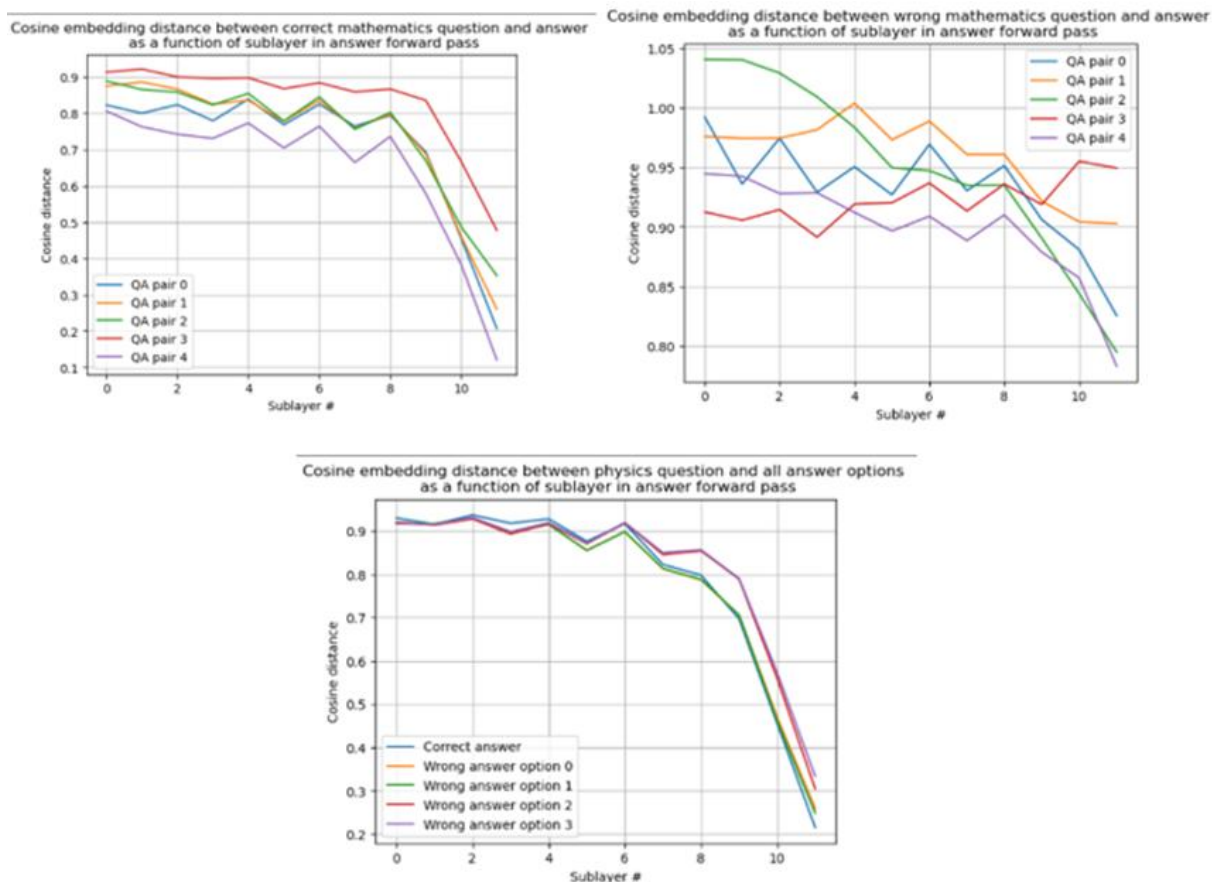 Cosine embedding distance between correct mathematics question and answer
as a function of sublayer in answer forward pass
0.9
0.8
0.7
0.6
0.5
0.4
0.3
0.2
0.1
Cosine distance
QA pair 0
QA pair 1
QA pair 2
QA pair 3
QA pair 4
0 2 4 6 8 10
Sublayer #
Cosine embedding distance between wrong mathematics question and answer
as a function of sublayer in answer forward pass
1.05
1.00
0.95
0.90
0.85
0.80
Cosine distance
QA pair 0
QA pair 1
QA pair 2
QA pair 3
QA pair 4
0 2 4 6 8 10
Sublayer #
Cosine embedding distance between physics question and all answer options
as a function of sublayer in answer forward pass
0.9
0.8
0.7
0.6
0.5
0.4
0.3
0.2
Cosine distance
Correct answer
Wrong answer option 0
Wrong answer option 1
Wrong answer option 2
Wrong answer option 3
0 2 4 6 8 10
Sublayer #